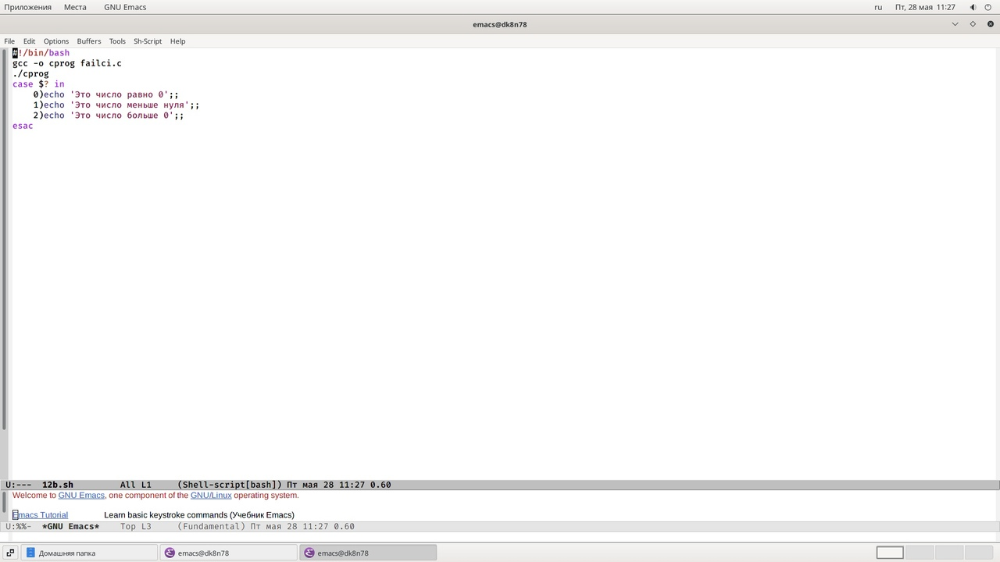 Приложения Места GNU Emacs ru Пт, 28 мая 11:27
emacs@dk8n78
File Edit Options Buffers Tools Sh-Script Help
#!/bin/bash
gcc -o cprog failci.c
./cprog
case $? in
    0)echo 'Это число равно 0';;
    1)echo 'Это число меньше нуля';;
    2)echo 'Это число больше 0';;
esac
U:---  12b.sh         All L1     (Shell-script[bash]) Пт мая 28 11:27 0.60
Welcome to GNU Emacs, one component of the GNU/Linux operating system.
Emacs Tutorial Learn basic keystroke commands (Учебник Emacs)
U:%%-  *GNU Emacs*    Top L3     (Fundamental) Пт мая 28 11:27 0.60
Домашняя папка emacs@dk8n78 emacs@dk8n78